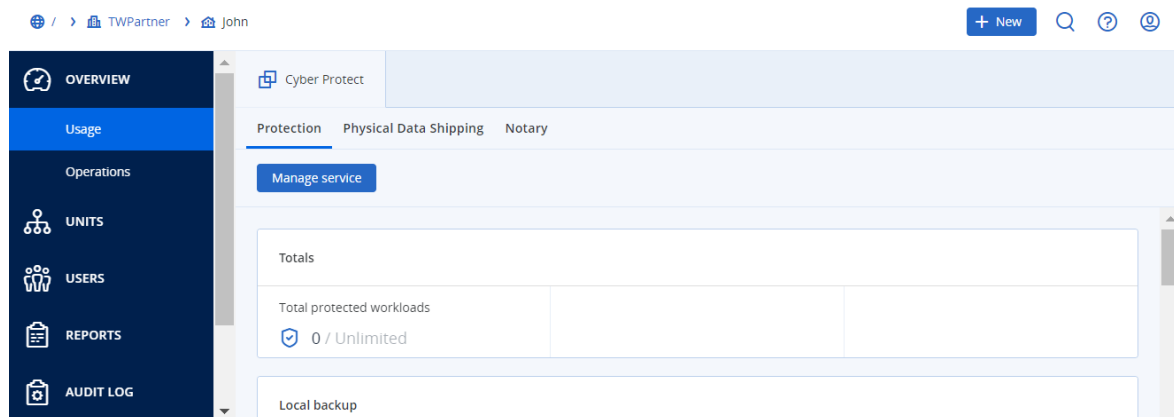 / > TWPartner > John
+ New
OVERVIEW
Usage
Operations
UNITS
USERS
REPORTS
AUDIT LOG
Cyber Protect
Protection Physical Data Shipping Notary
Manage service
Totals
Total protected workloads
0 / Unlimited
Local backup